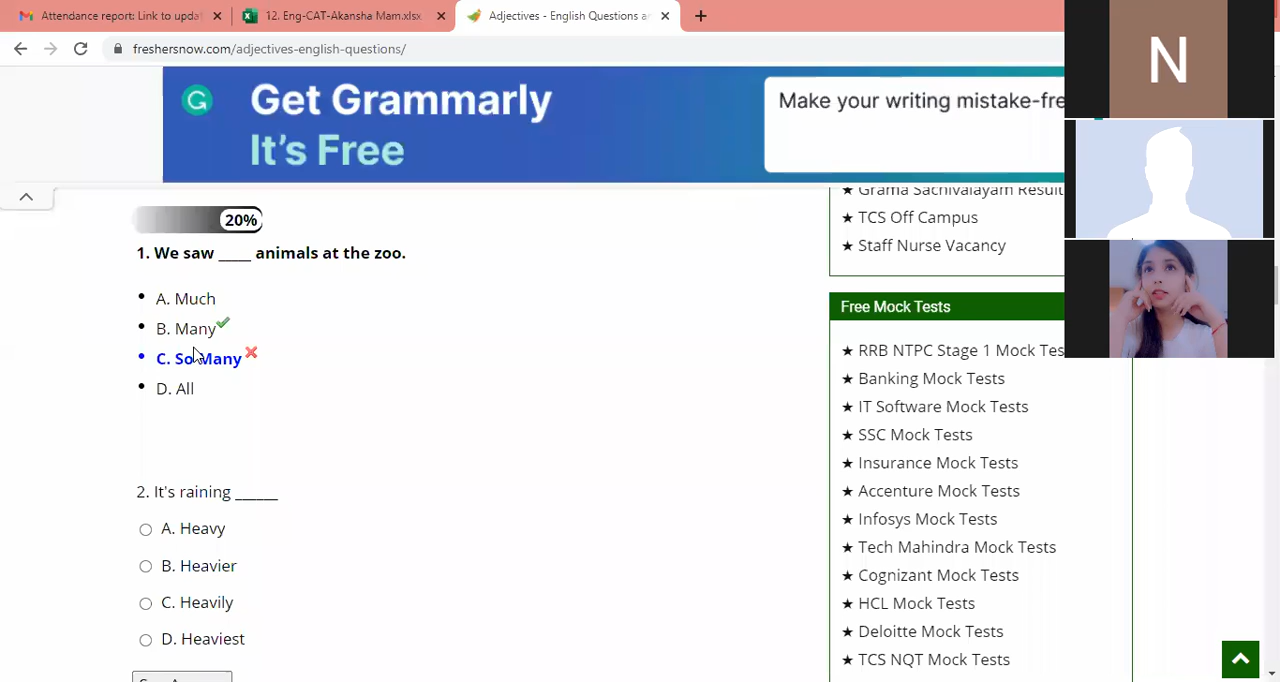 Attendance report: Link to updat
12. Eng-CAT-Akansha Mam.xlsx
Adjectives - English Questions a
freshersnow.com/adjectives-english-questions/
G
Get Grammarly
It's Free
Make your writing mistake-fre
N
20%
1. We saw ____ animals at the zoo.
A. Much
B. Many
C. So Many
D. All
2. It's raining ______
A. Heavy
B. Heavier
C. Heavily
D. Heaviest
★ Grama Sachivalayam Result
★ TCS Off Campus
★ Staff Nurse Vacancy
Free Mock Tests
★ RRB NTPC Stage 1 Mock Tes
★ Banking Mock Tests
★ IT Software Mock Tests
★ SSC Mock Tests
★ Insurance Mock Tests
★ Accenture Mock Tests
★ Infosys Mock Tests
★ Tech Mahindra Mock Tests
★ Cognizant Mock Tests
★ HCL Mock Tests
★ Deloitte Mock Tests
★ TCS NQT Mock Tests